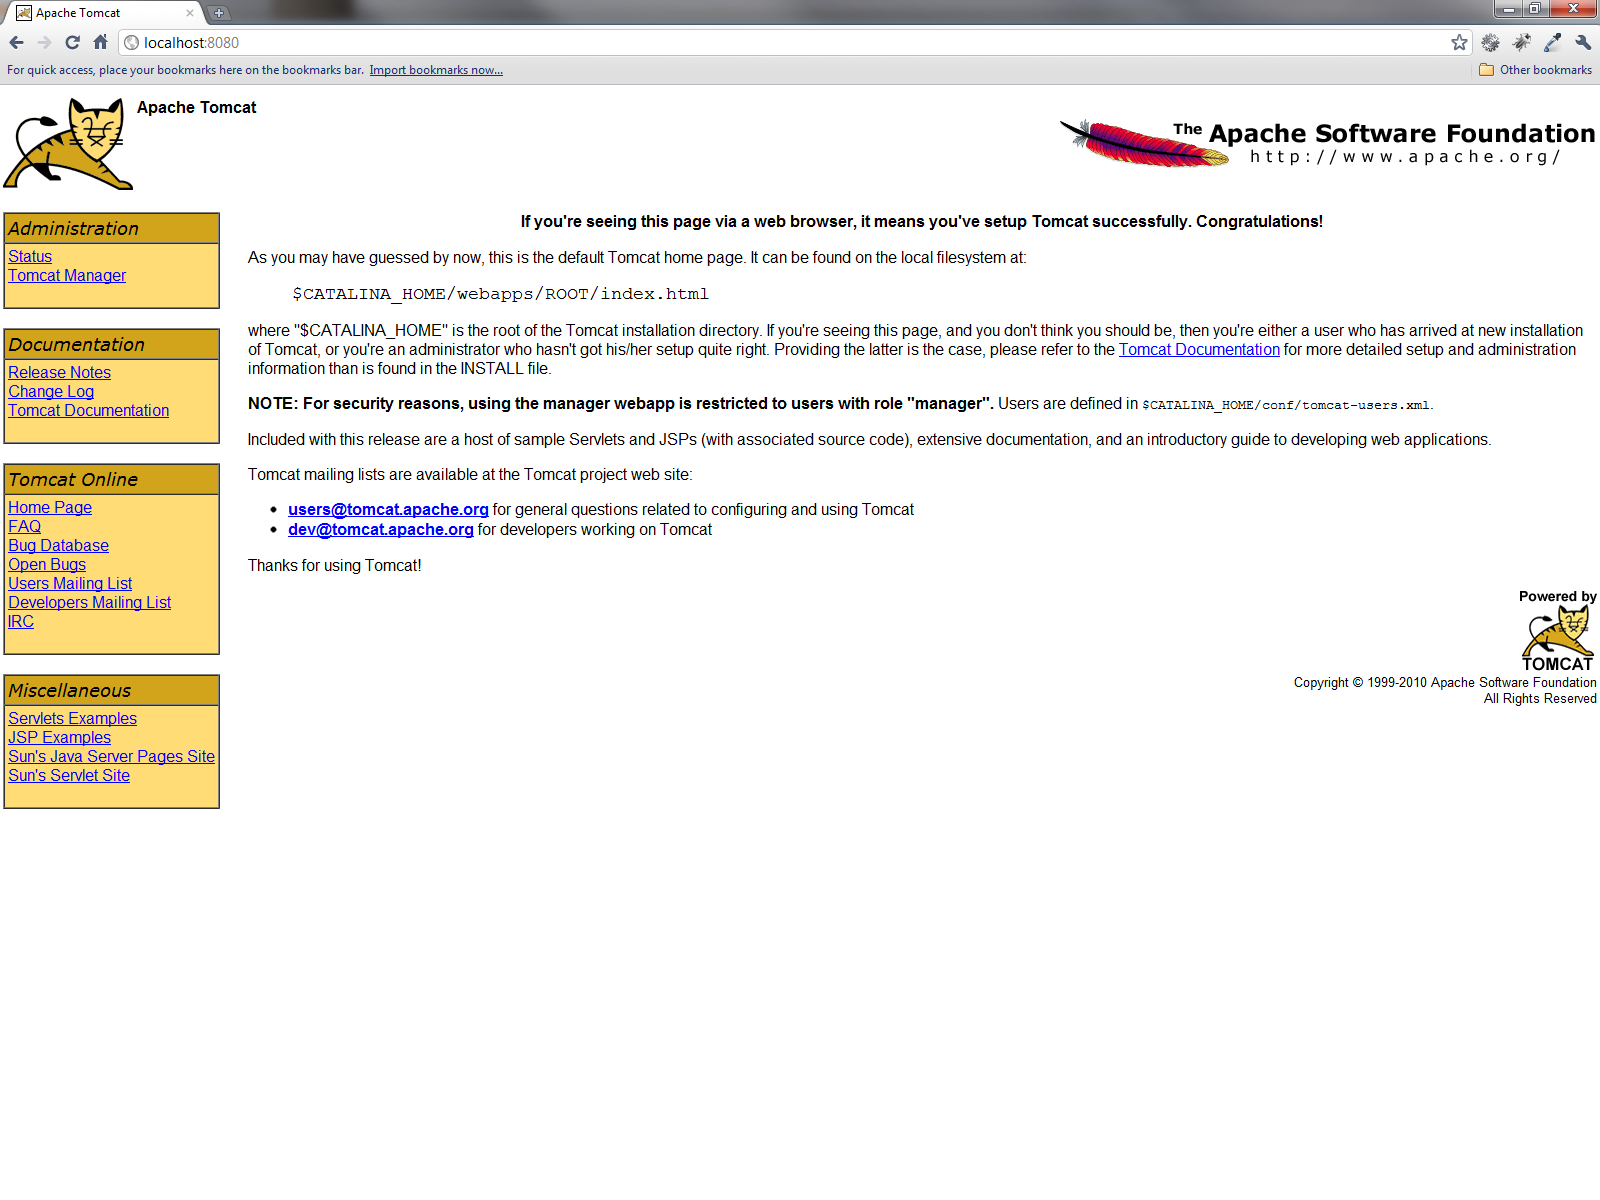 Apache Tomcat
localhost:8080
For quick access, place your bookmarks here on the bookmarks bar. Import bookmarks now...
Other bookmarks
Apache Tomcat
The Apache Software Foundation
http://www.apache.org/
Administration
Status
Tomcat Manager
Documentation
Release Notes
Change Log
Tomcat Documentation
Tomcat Online
Home Page
FAQ
Bug Database
Open Bugs
Users Mailing List
Developers Mailing List
IRC
Miscellaneous
Servlets Examples
JSP Examples
Sun's Java Server Pages Site
Sun's Servlet Site
If you're seeing this page via a web browser, it means you've setup Tomcat successfully. Congratulations!
As you may have guessed by now, this is the default Tomcat home page. It can be found on the local filesystem at:
$CATALINA_HOME/webapps/ROOT/index.html
where "$CATALINA_HOME" is the root of the Tomcat installation directory. If you're seeing this page, and you don't think you should be, then you're either a user who has arrived at new installation
of Tomcat, or you're an administrator who hasn't got his/her setup quite right. Providing the latter is the case, please refer to the Tomcat Documentation for more detailed setup and administration
information than is found in the INSTALL file.
NOTE: For security reasons, using the manager webapp is restricted to users with role "manager". Users are defined in $CATALINA_HOME/conf/tomcat-users.xml.
Included with this release are a host of sample Servlets and JSPs (with associated source code), extensive documentation, and an introductory guide to developing web applications.
Tomcat mailing lists are available at the Tomcat project web site:
• users@tomcat.apache.org for general questions related to configuring and using Tomcat
• dev@tomcat.apache.org for developers working on Tomcat
Thanks for using Tomcat!
Powered by
TOMCAT
Copyright © 1999-2010 Apache Software Foundation
All Rights Reserved